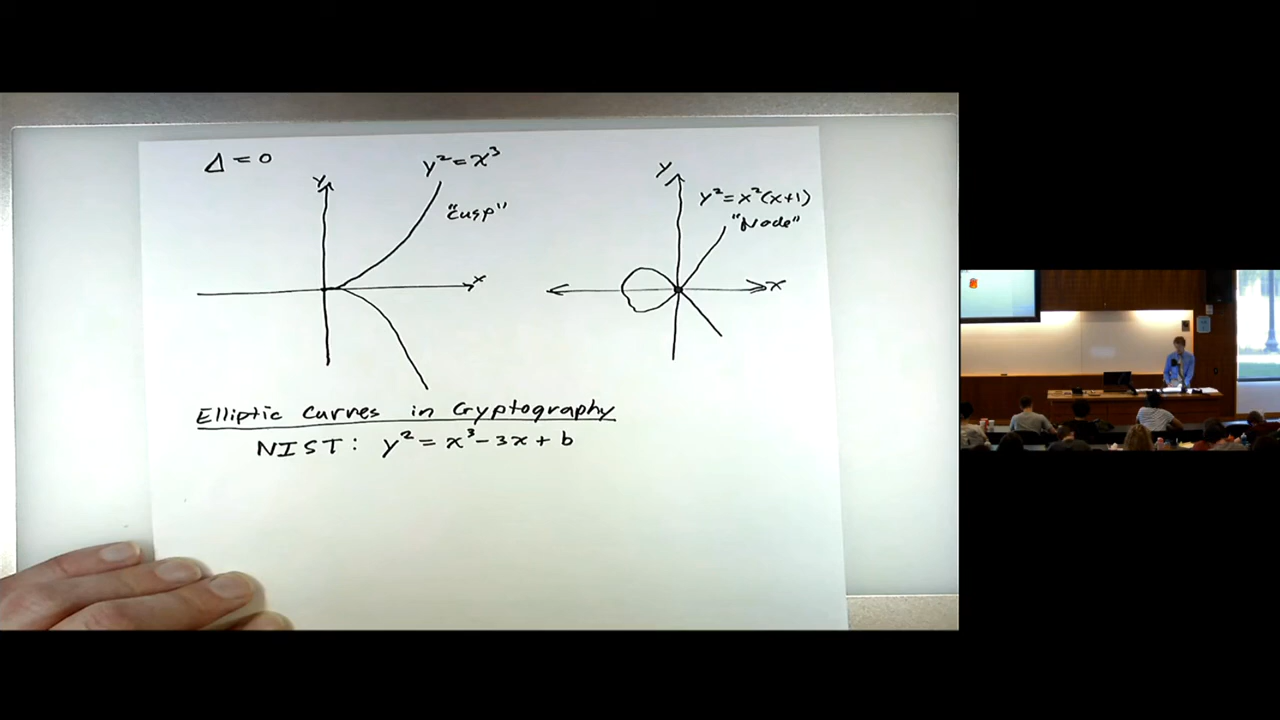 Δ = 0
y
y² = x³
"cusp"
x
y
y² = x²(x+1)
"Node"
x
Elliptic Curves in Cryptography
NIST: y² = x³ - 3x + b